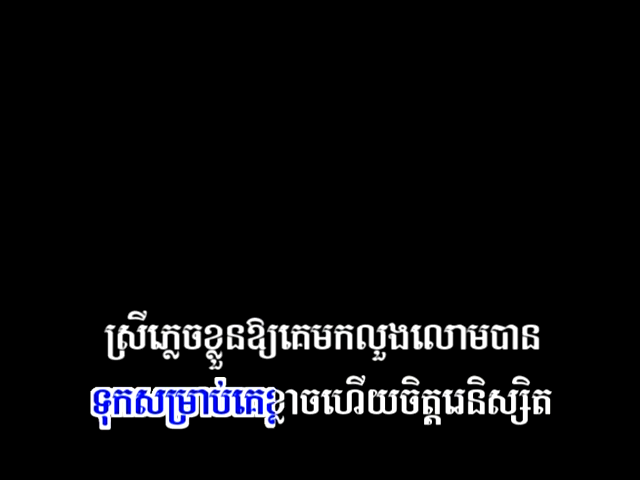 ស្រីភ្លេចខ្លួនឱ្យគេមកលួងលោមបាន
ទុកសម្រាប់គេខ្លាចហើយចិត្តរេនិស្សិត